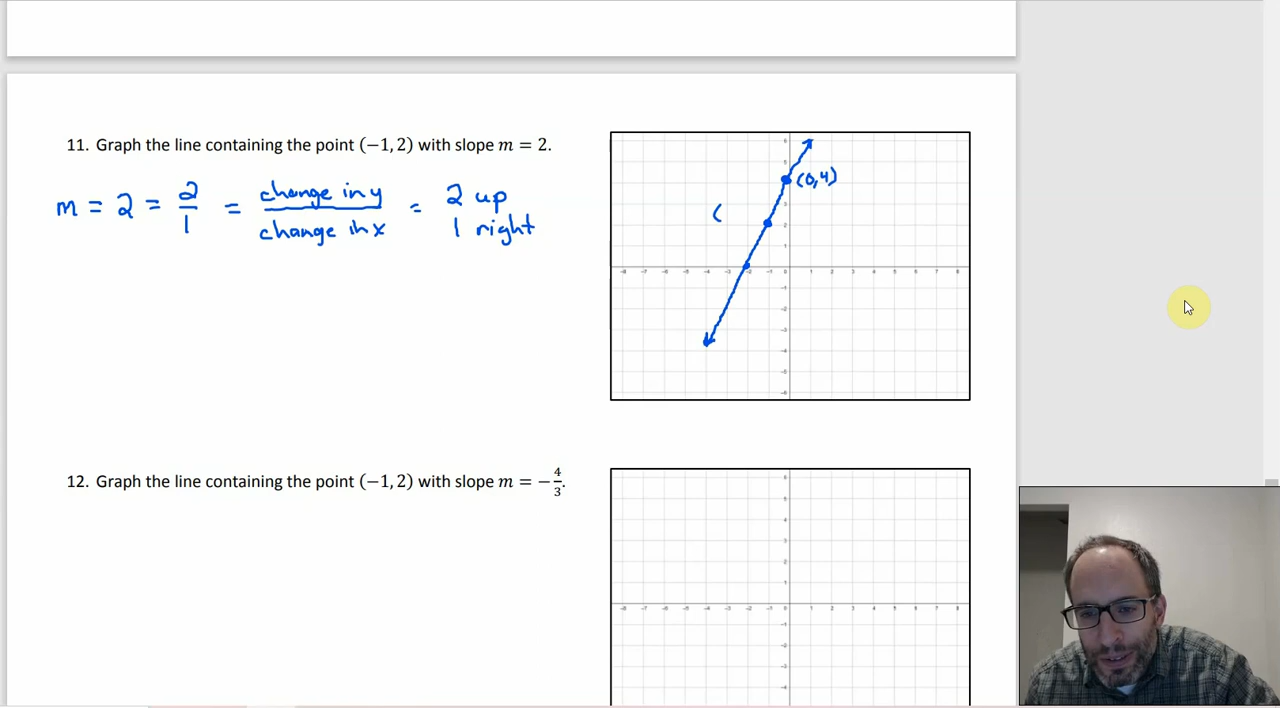 11. Graph the line containing the point (−1, 2) with slope m = 2.
m = 2 = 2/1 = change in y/change in x = 2 up/1 right
(0,4)
(
12. Graph the line containing the point (−1, 2) with slope m = −4/3.